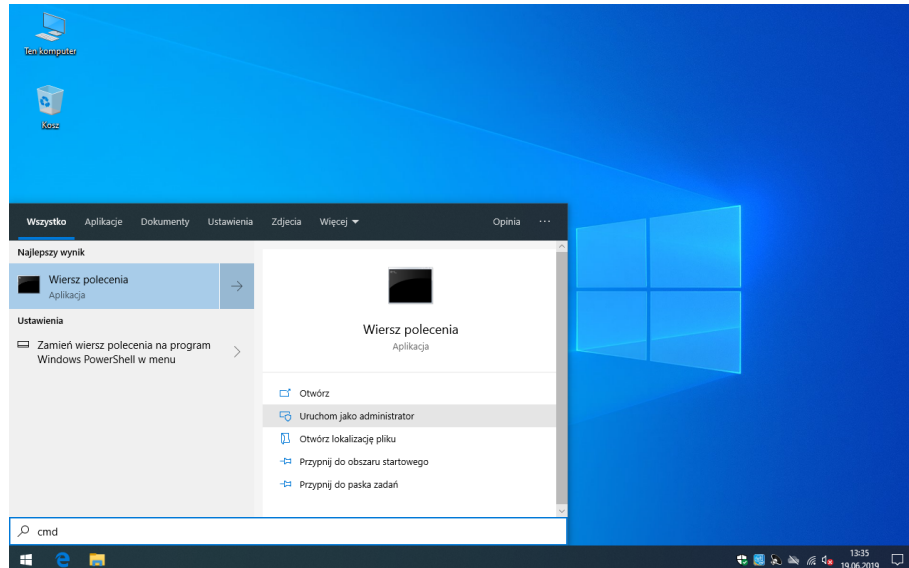 Ten komputer
Kosz
Wszystko Aplikacje Dokumenty Ustawienia Zdjecia Więcej Opinia ...
Najlepszy wynik
Wiersz polecenia
Aplikacja
Ustawienia
Zamień wiersz polecenia na program
Windows PowerShell w menu
Wiersz polecenia
Aplikacja
Otwórz
Uruchom jako administrator
Otwórz lokalizację pliku
Przypnij do obszaru startowego
Przypnij do paska zadań
cmd
13:35
19.06.2019